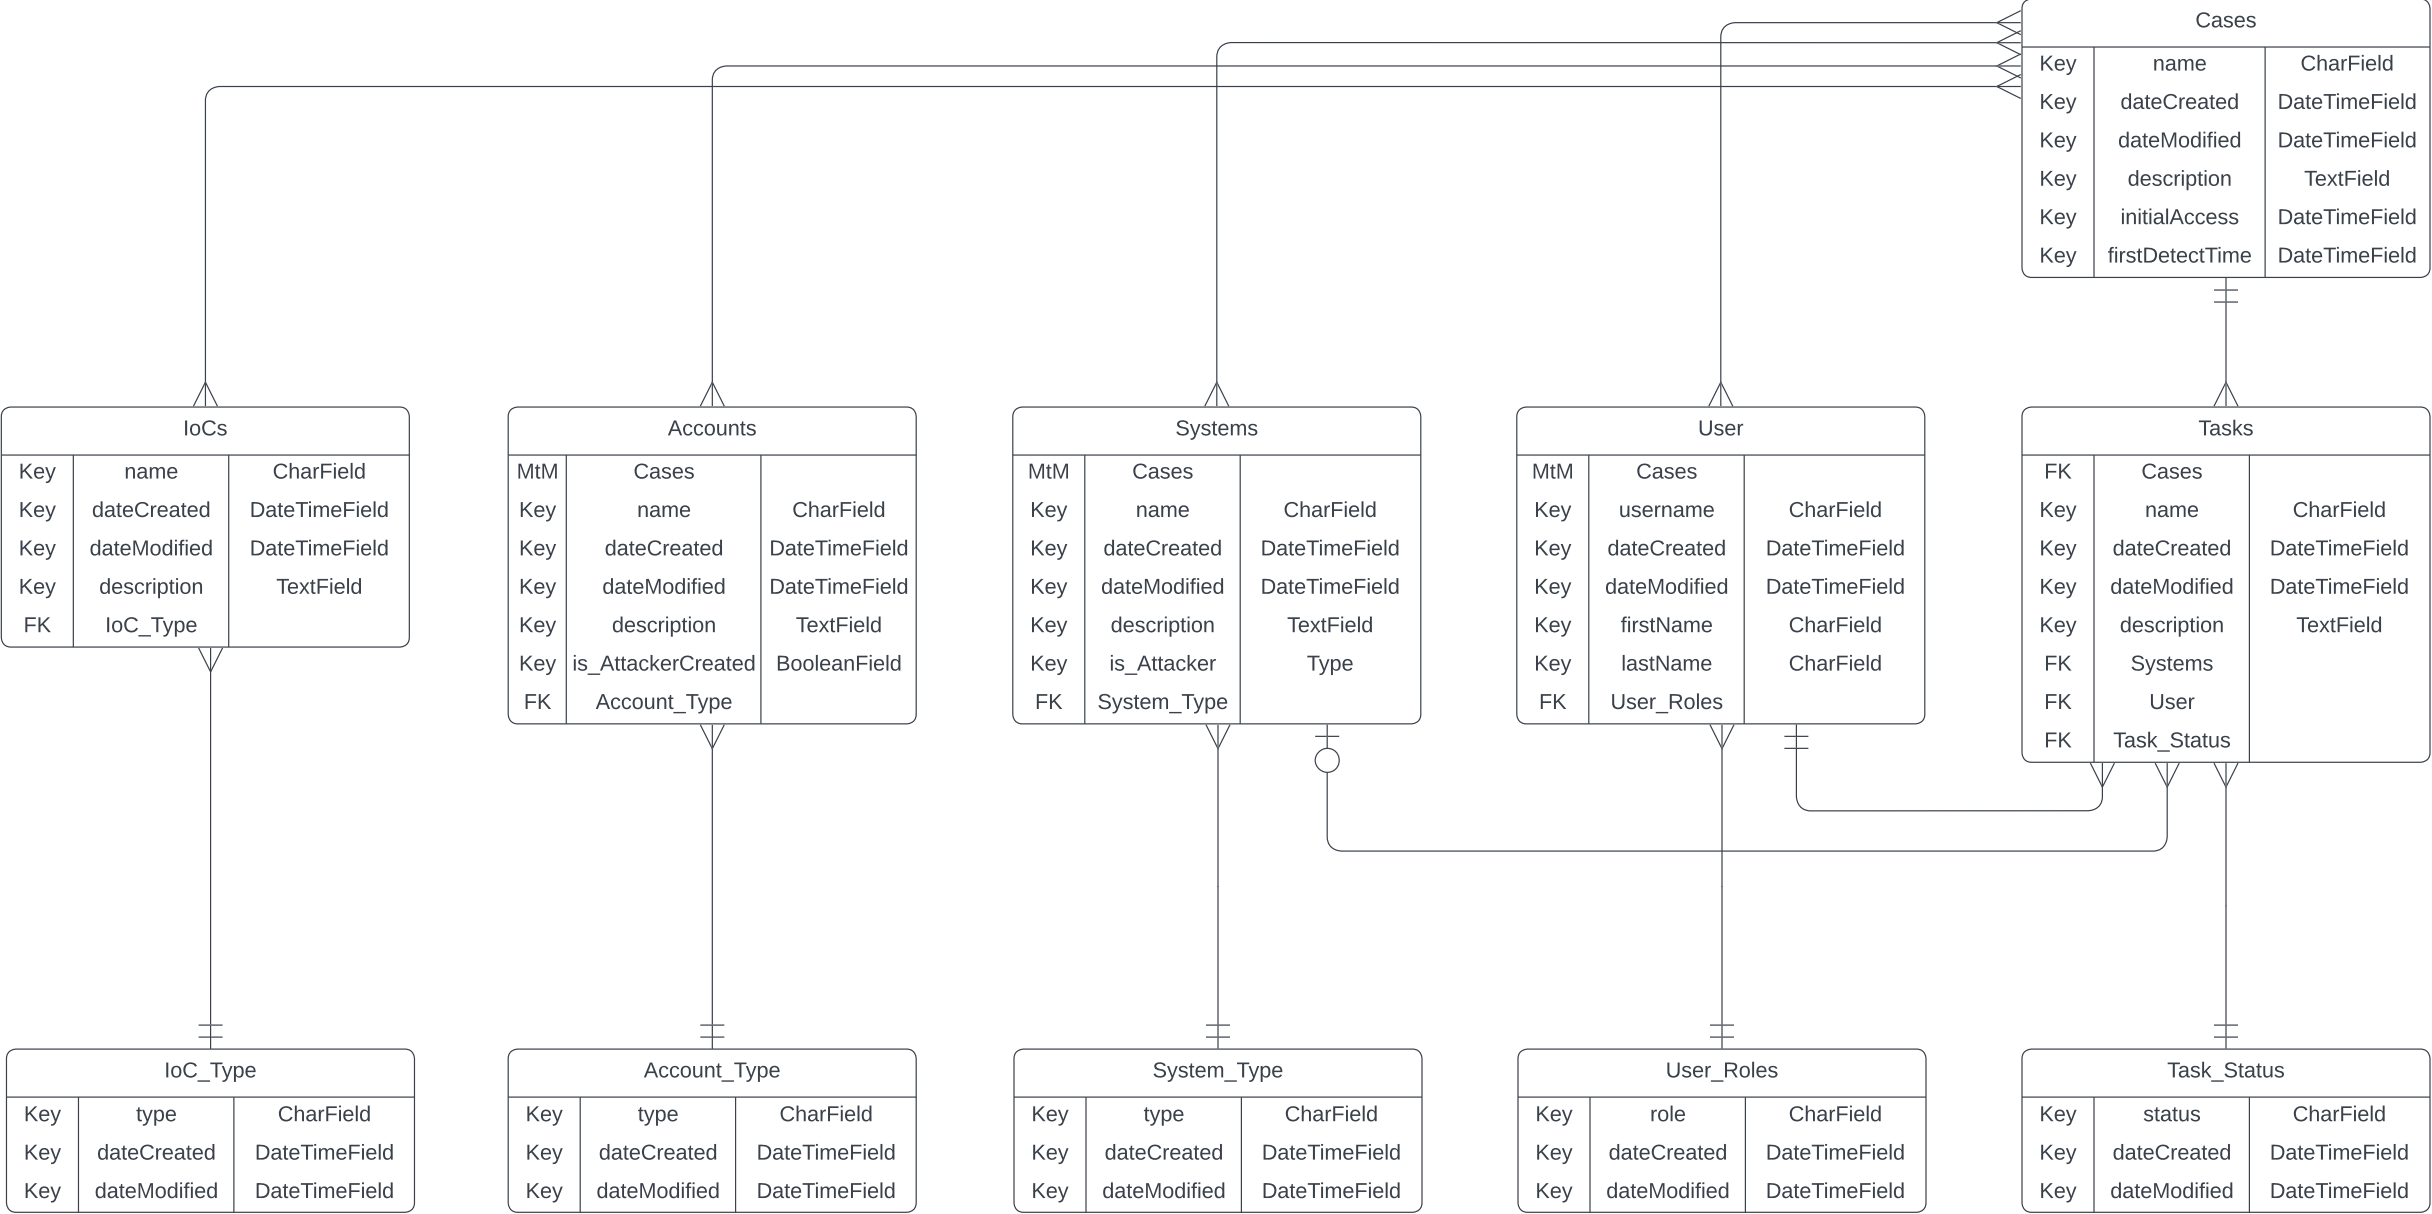 Cases
Key name CharField
Key dateCreated DateTimeField
Key dateModified DateTimeField
Key description TextField
Key initialAccess DateTimeField
Key firstDetectTime DateTimeField
IoCs
Key name CharField
Key dateCreated DateTimeField
Key dateModified DateTimeField
Key description TextField
FK IoC_Type
Accounts
MtM Cases
Key name CharField
Key dateCreated DateTimeField
Key dateModified DateTimeField
Key description TextField
Key is_AttackerCreated BooleanField
FK Account_Type
Systems
MtM Cases
Key name CharField
Key dateCreated DateTimeField
Key dateModified DateTimeField
Key description TextField
Key is_Attacker Type
FK System_Type
User
MtM Cases
Key username CharField
Key dateCreated DateTimeField
Key dateModified DateTimeField
Key firstName CharField
Key lastName CharField
FK User_Roles
Tasks
FK Cases
Key name CharField
Key dateCreated DateTimeField
Key dateModified DateTimeField
Key description TextField
FK Systems
FK User
FK Task_Status
IoC_Type
Key type CharField
Key dateCreated DateTimeField
Key dateModified DateTimeField
Account_Type
Key type CharField
Key dateCreated DateTimeField
Key dateModified DateTimeField
System_Type
Key type CharField
Key dateCreated DateTimeField
Key dateModified DateTimeField
User_Roles
Key role CharField
Key dateCreated DateTimeField
Key dateModified DateTimeField
Task_Status
Key status CharField
Key dateCreated DateTimeField
Key dateModified DateTimeField